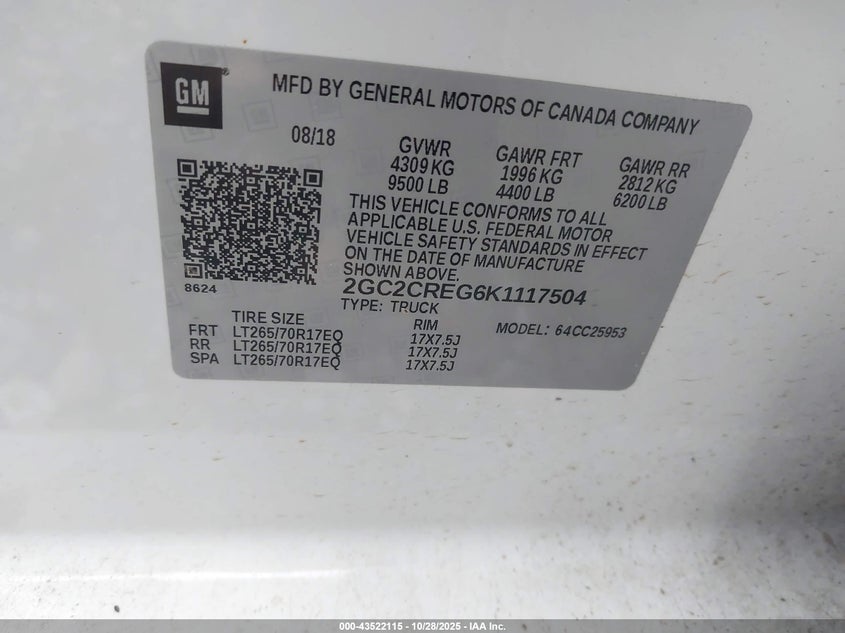 GM®
MFD BY GENERAL MOTORS OF CANADA COMPANY
08/18
GVWR
4309 KG
9500 LB
GAWR FRT
1996 KG
4400 LB
GAWR RR
2812 KG
6200 LB
THIS VEHICLE CONFORMS TO ALL
APPLICABLE U.S. FEDERAL MOTOR
VEHICLE SAFETY STANDARDS IN EFFECT
ON THE DATE OF MANUFACTURE
SHOWN ABOVE.
8624
2GC2CREG6K1117504
TYPE: TRUCK
MODEL: 64CC25953
TIRE SIZE RIM
FRT LT265/70R17EQ 17X7.5J
RR LT265/70R17EQ 17X7.5J
SPA LT265/70R17EQ 17X7.5J
000-43522115 - 10/28/2025 - IAA Inc.